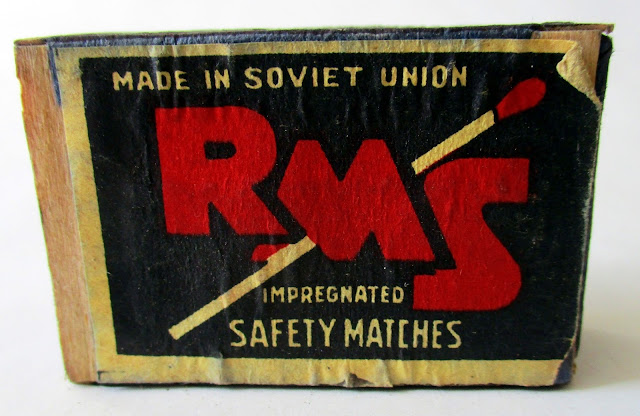 MADE IN SOVIET UNION
RMS
IMPREGNATED
SAFETY MATCHES